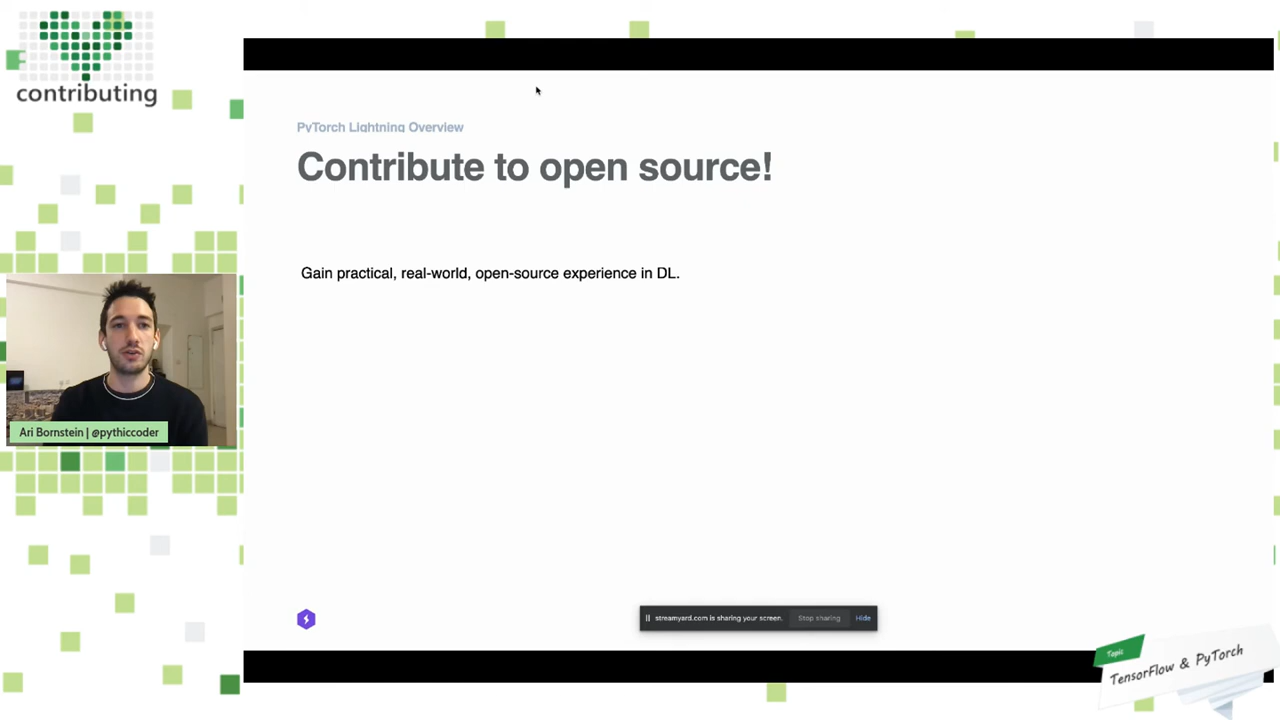 contributing
PyTorch Lightning Overview
Contribute to open source!
Gain practical, real-world, open-source experience in DL.
Ari Bornstein | @pythiccoder
streamyard.com is sharing your screen.
Stop sharing
Hide
Topic
TensorFlow & PyTorch